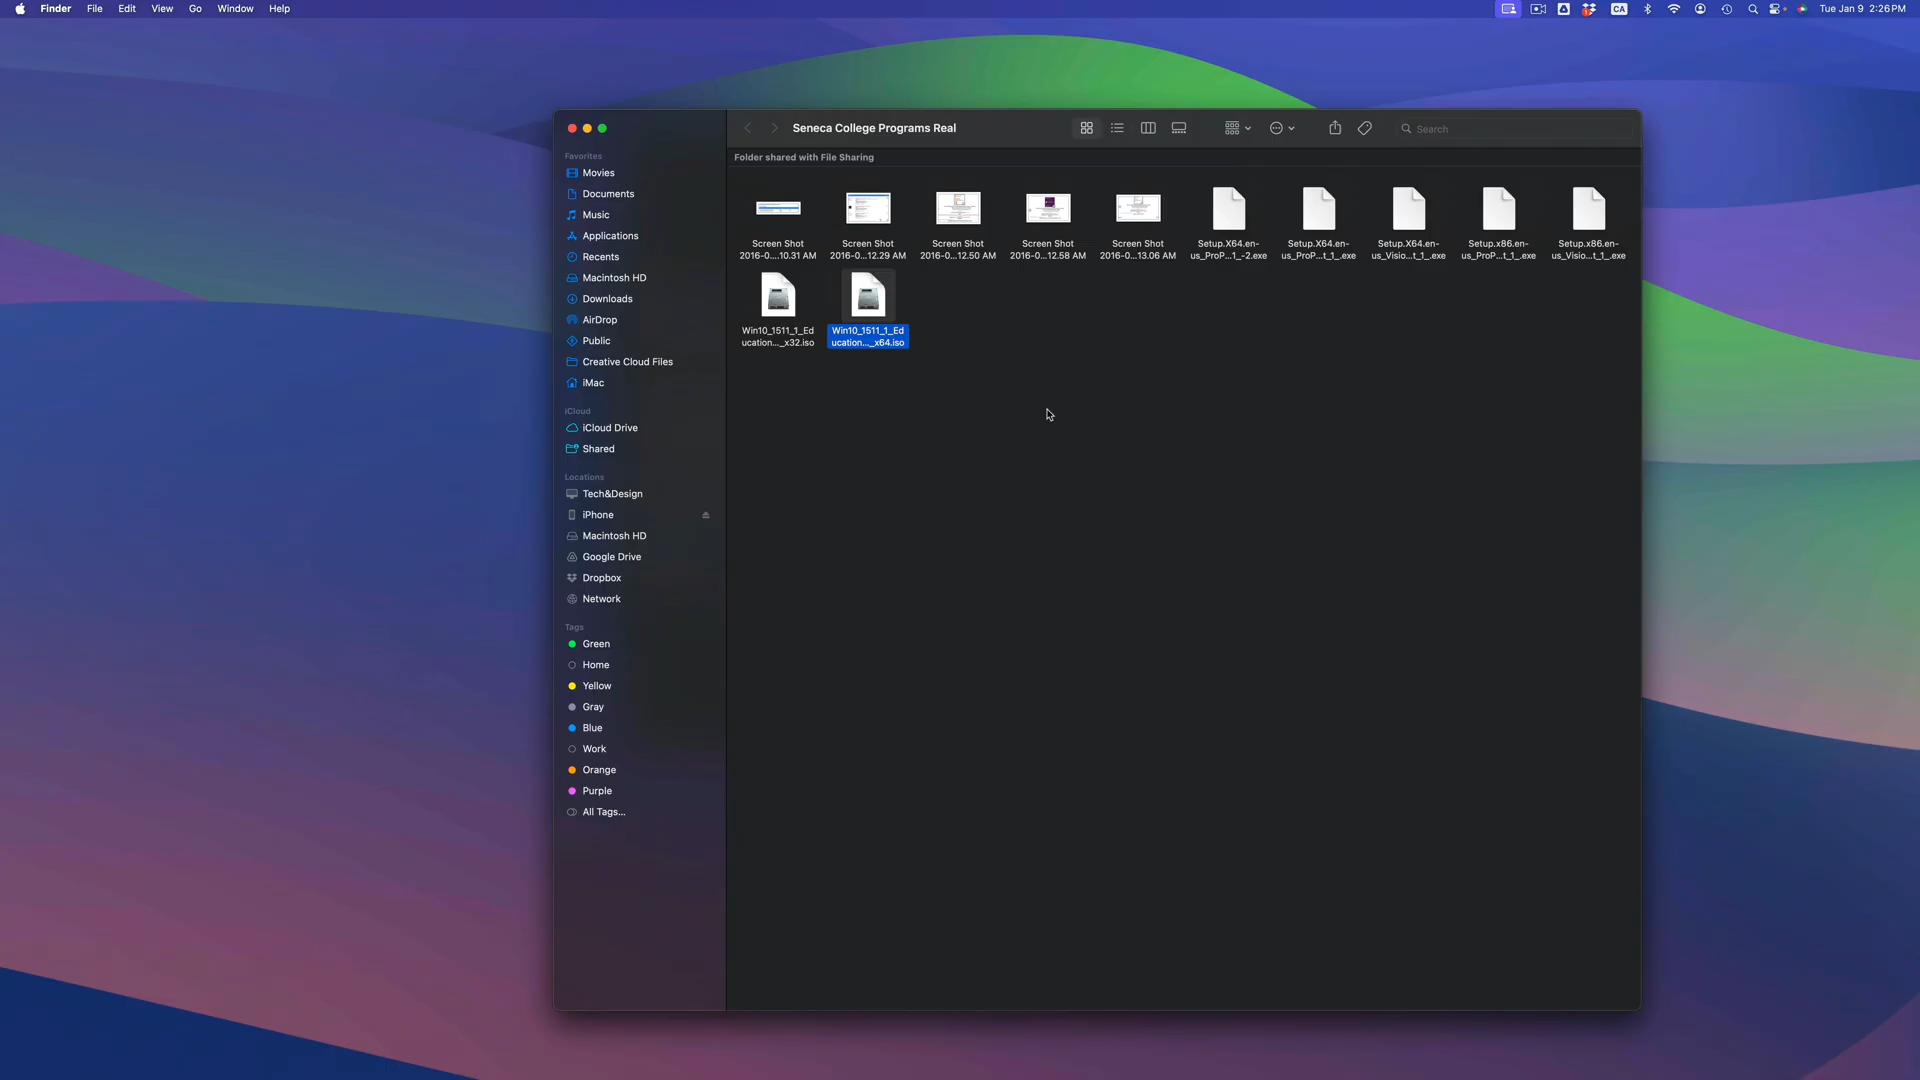 Finder File Edit View Go Window Help
CA Tue Jan 9 2:26 PM
Seneca College Programs Real
Search
Folder shared with File Sharing
Favorites
Movies
Documents
Music
Applications
Recents
Macintosh HD
Downloads
AirDrop
Public
Creative Cloud Files
iMac
iCloud
iCloud Drive
Shared
Locations
Tech&Design
iPhone
Macintosh HD
Google Drive
Dropbox
Network
Tags
Green
Home
Yellow
Gray
Blue
Work
Orange
Purple
All Tags...
Screen Shot
2016-0....10.31 AM
Screen Shot
2016-0...12.29 AM
Screen Shot
2016-0...12.50 AM
Screen Shot
2016-0...12.58 AM
Screen Shot
2016-0...13.06 AM
Setup.X64.en-
us_ProP...1_-2.exe
Setup.X64.en-
us_ProP...t_1_.exe
Setup.X64.en-
us_Visio...t_1_.exe
Setup.x86.en-
us_ProP...t_1_.exe
Setup.x86.en-
us_Visio...t_1_.exe
Win10_1511_1_Ed
ucation..._x32.iso
Win10_1511_1_Ed
ucation..._x64.iso